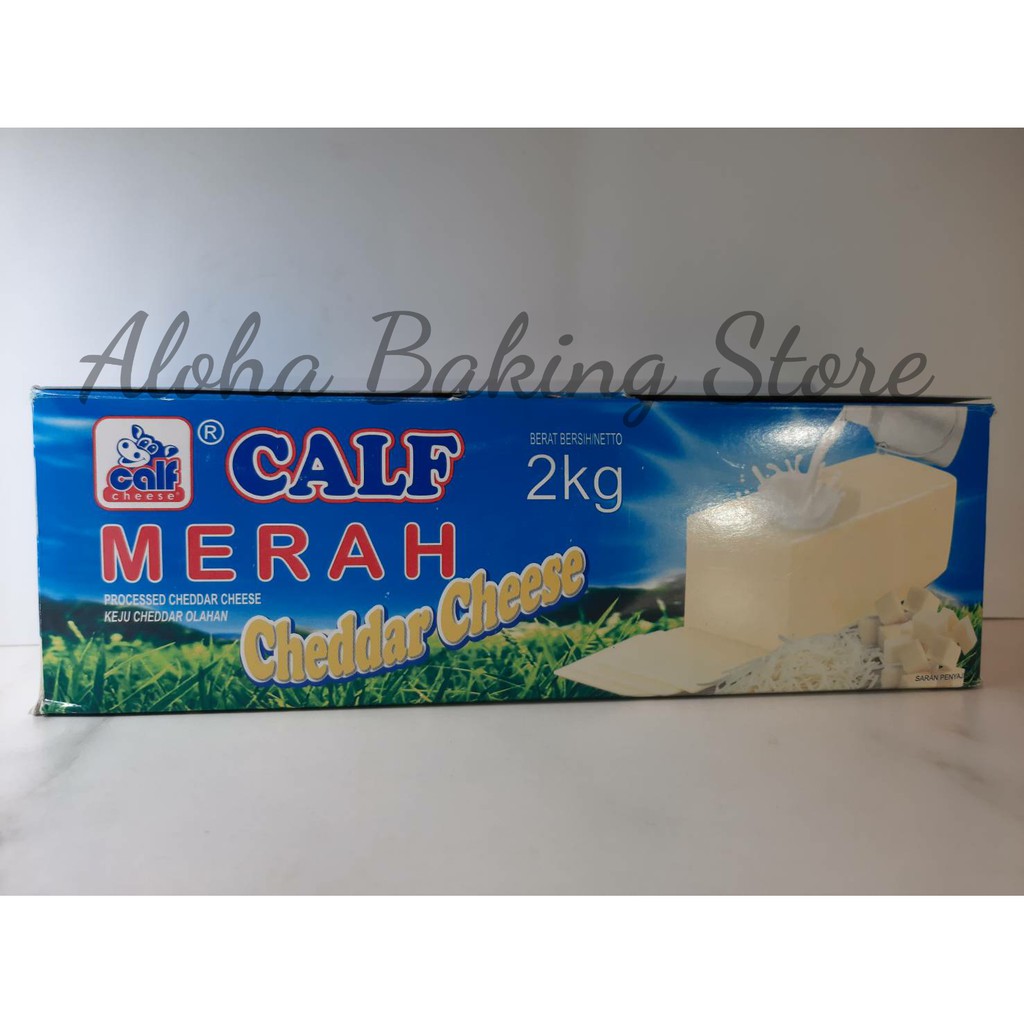 Aloha Baking Store
calf
cheese®
® CALF
BERAT BERSIH/NETTO
2kg
MERAH
PROCESSED CHEDDAR CHEESE
KEJU CHEDDAR OLAHAN
Cheddar Cheese
SARAN